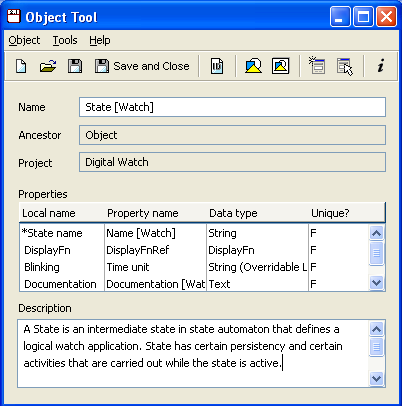 Object Tool
Object Tools Help
Save and Close ID i
Name State [Watch]
Ancestor Object
Project Digital Watch
Properties
Local name Property name Data type Unique?
*State name Name [Watch] String F
DisplayFn DisplayFnRef DisplayFn F
Blinking Time unit String (Overridable L F
Documentation Documentation [Wat Text F
Description
A State is an intermediate state in state automaton that defines a
logical watch application. State has certain persistency and certain
activities that are carried out while the state is active.